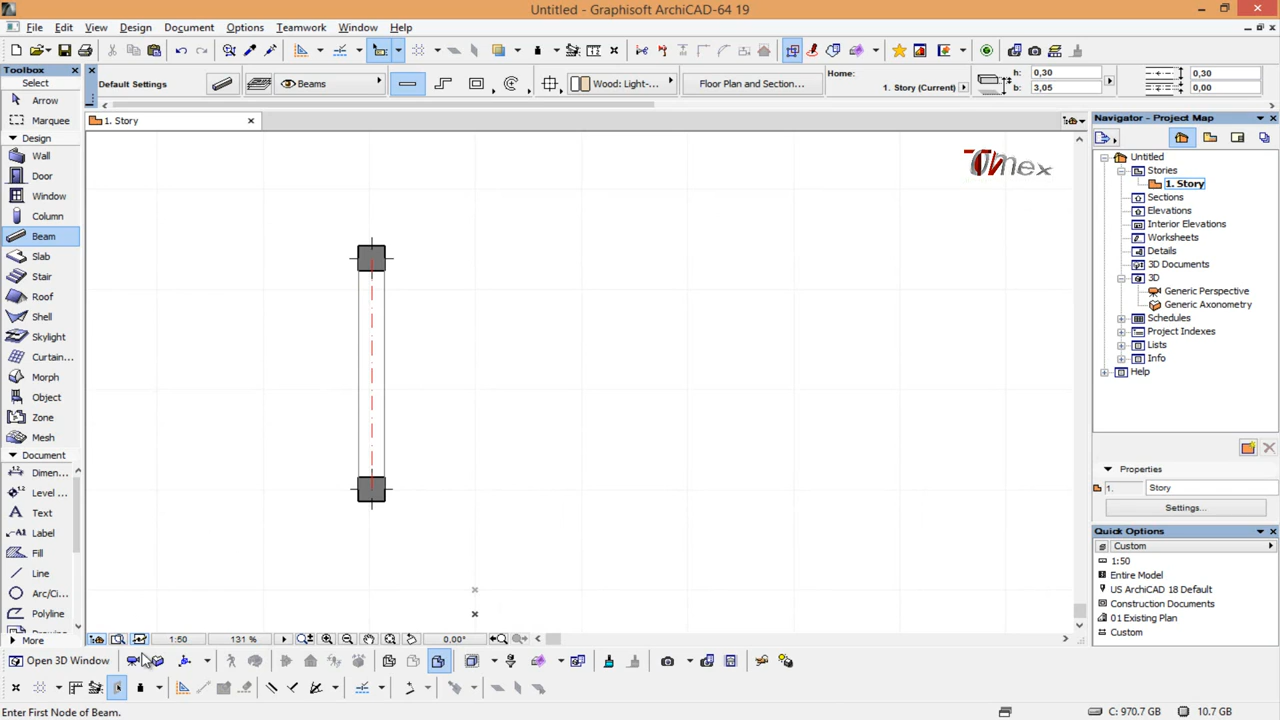 Untitled - Graphisoft ArchiCAD-64 19
File Edit View Design Document Options Teamwork Window Help
Toolbox
Select
Arrow
Marquee
Design
Wall
Door
Window
Column
Beam
Slab
Stair
Roof
Shell
Skylight
Curtain...
Morph
Object
Zone
Mesh
Document
Dimen...
Level ...
Text
A1 Label
Fill
Line
Arc/Ci...
Polyline
More
Default Settings
Beams
Wood: Light-...
Floor Plan and Section...
Home:
1. Story (Current)
h: 0,30
b: 3,05
0,30
0,00
1. Story
Tomex
1:50
131 %
0,00°
Open 3D Window
Enter First Node of Beam.
C: 970.7 GB
10.7 GB
Navigator - Project Map
Untitled
Stories
1. Story
Sections
Elevations
Interior Elevations
Worksheets
Details
3D Documents
3D
Generic Perspective
Generic Axonometry
Schedules
Project Indexes
Lists
Info
Help
Properties
1. Story
Settings...
Quick Options
Custom
1:50
Entire Model
US ArchiCAD 18 Default
Construction Documents
01 Existing Plan
Custom